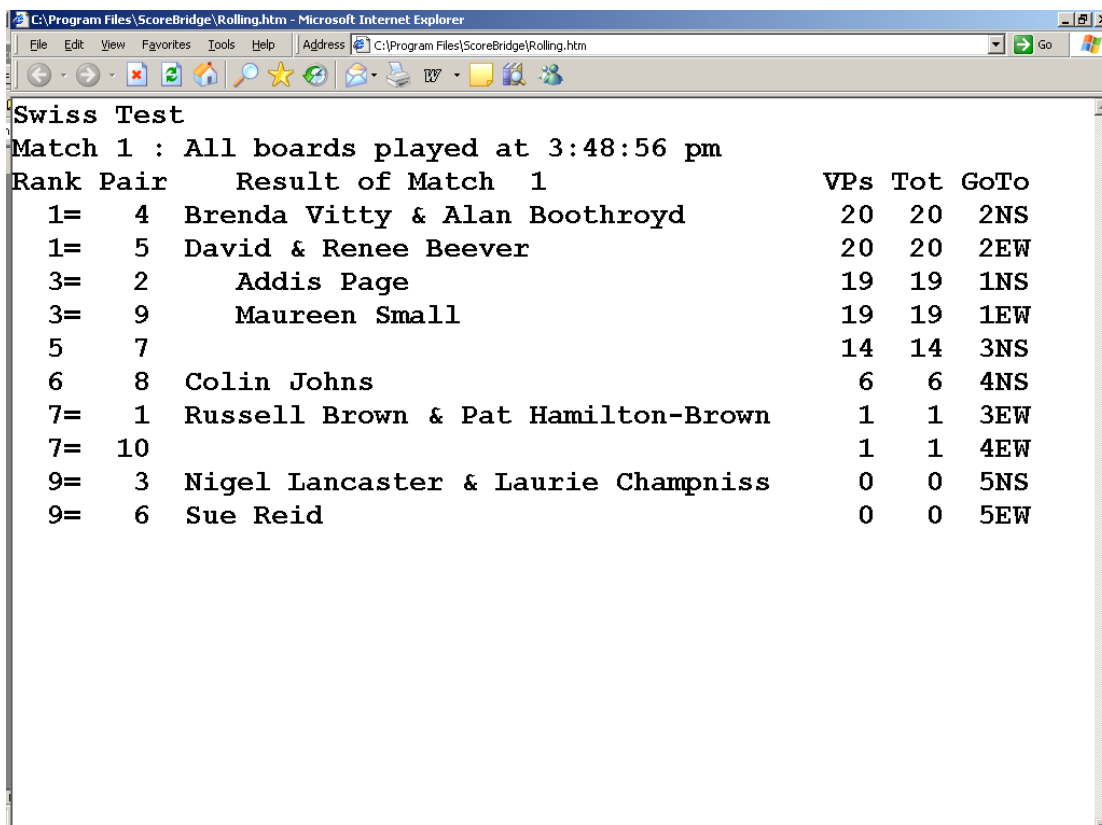 C:\Program Files\ScoreBridge\Rolling.htm - Microsoft Internet Explorer
File Edit View Favorites Tools Help Address C:\Program Files\ScoreBridge\Rolling.htm Go
Swiss Test
Match 1 : All boards played at 3:48:56 pm
Rank Pair Result of Match 1 VPs Tot GoTo
1= 4 Brenda Vitty & Alan Boothroyd 20 20 2NS
1= 5 David & Renee Beever 20 20 2EW
3= 2 Addis Page 19 19 1NS
3= 9 Maureen Small 19 19 1EW
5 7 14 14 3NS
6 8 Colin Johns 6 6 4NS
7= 1 Russell Brown & Pat Hamilton-Brown 1 1 3EW
7= 10 1 1 4EW
9= 3 Nigel Lancaster & Laurie Champniss 0 0 5NS
9= 6 Sue Reid 0 0 5EW